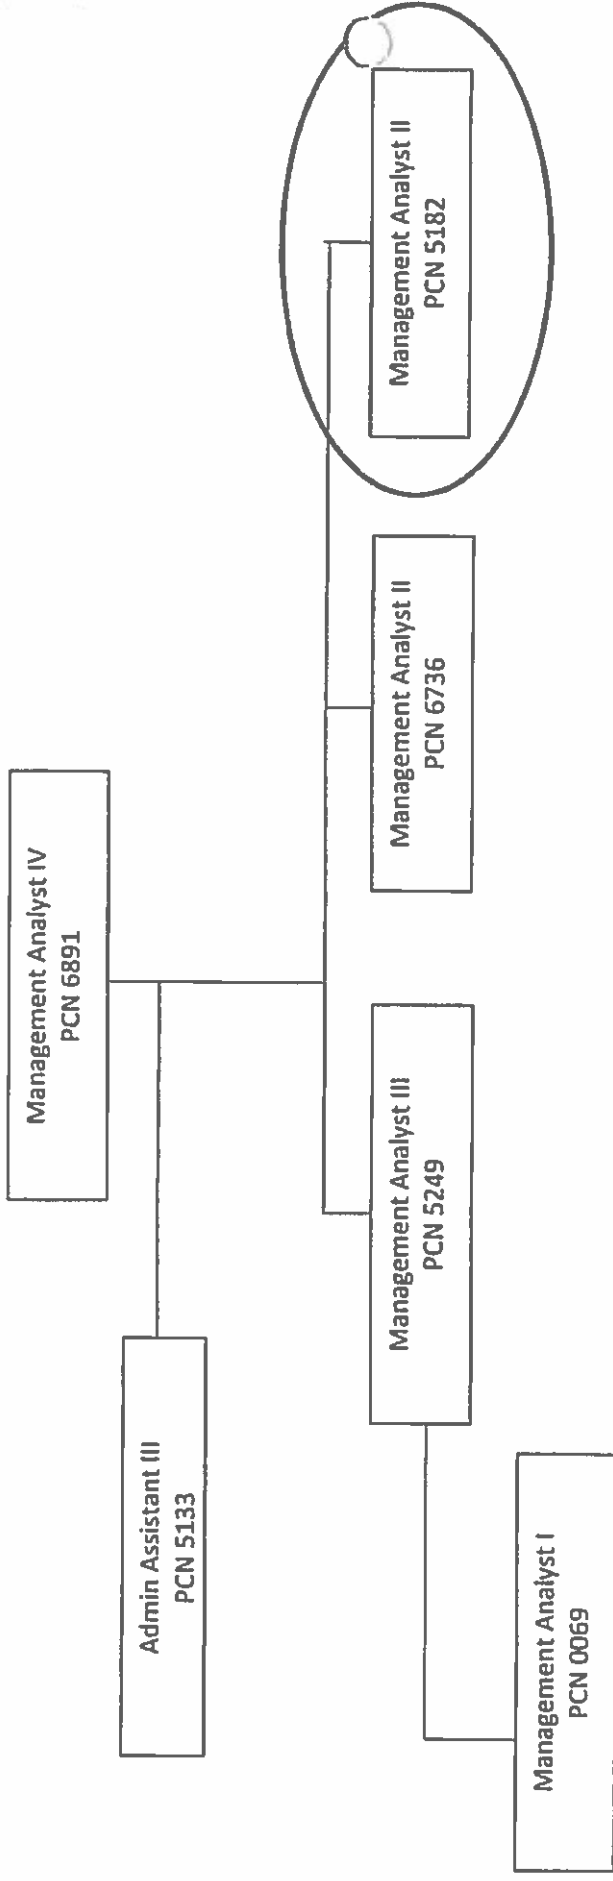 Management Analyst IV
PCN 6891
Admin Assistant III
PCN 5133
Management Analyst III
PCN 5249
Management Analyst II
PCN 6736
Management Analyst II
PCN 5182
Management Analyst I
PCN 0069